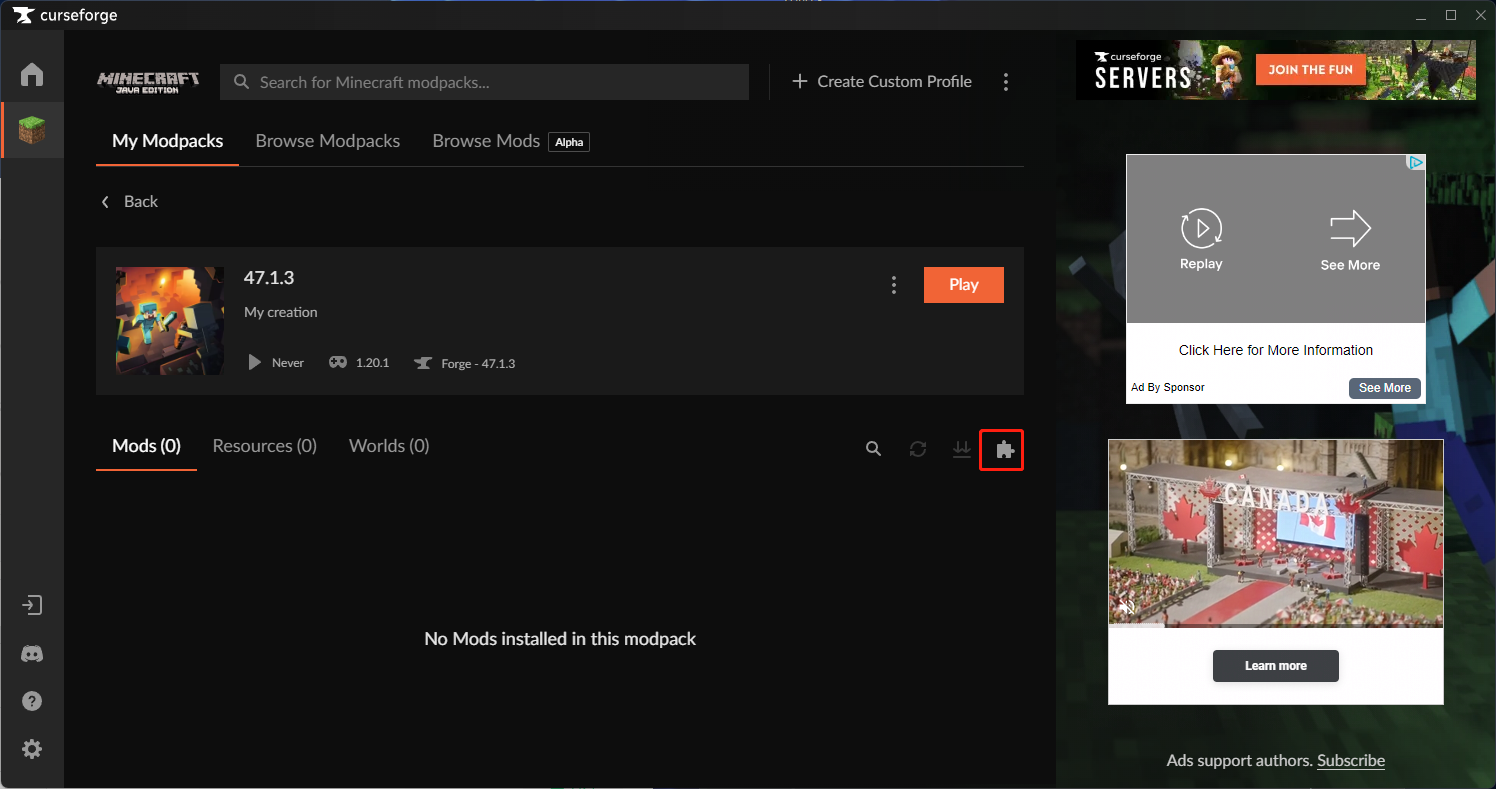 curseforge
MINECRAFT
JAVA EDITION
Search for Minecraft modpacks...
Create Custom Profile
My Modpacks
Browse Modpacks
Browse Mods
Alpha
Back
47.1.3
My creation
Play
Never
1.20.1
Forge - 47.1.3
Mods (0)
Resources (0)
Worlds (0)
No Mods installed in this modpack
curseforge
SERVERS
JOIN THE FUN
Replay
See More
Click Here for More Information
Ad By Sponsor
See More
CANADA
Learn more
Ads support authors. Subscribe